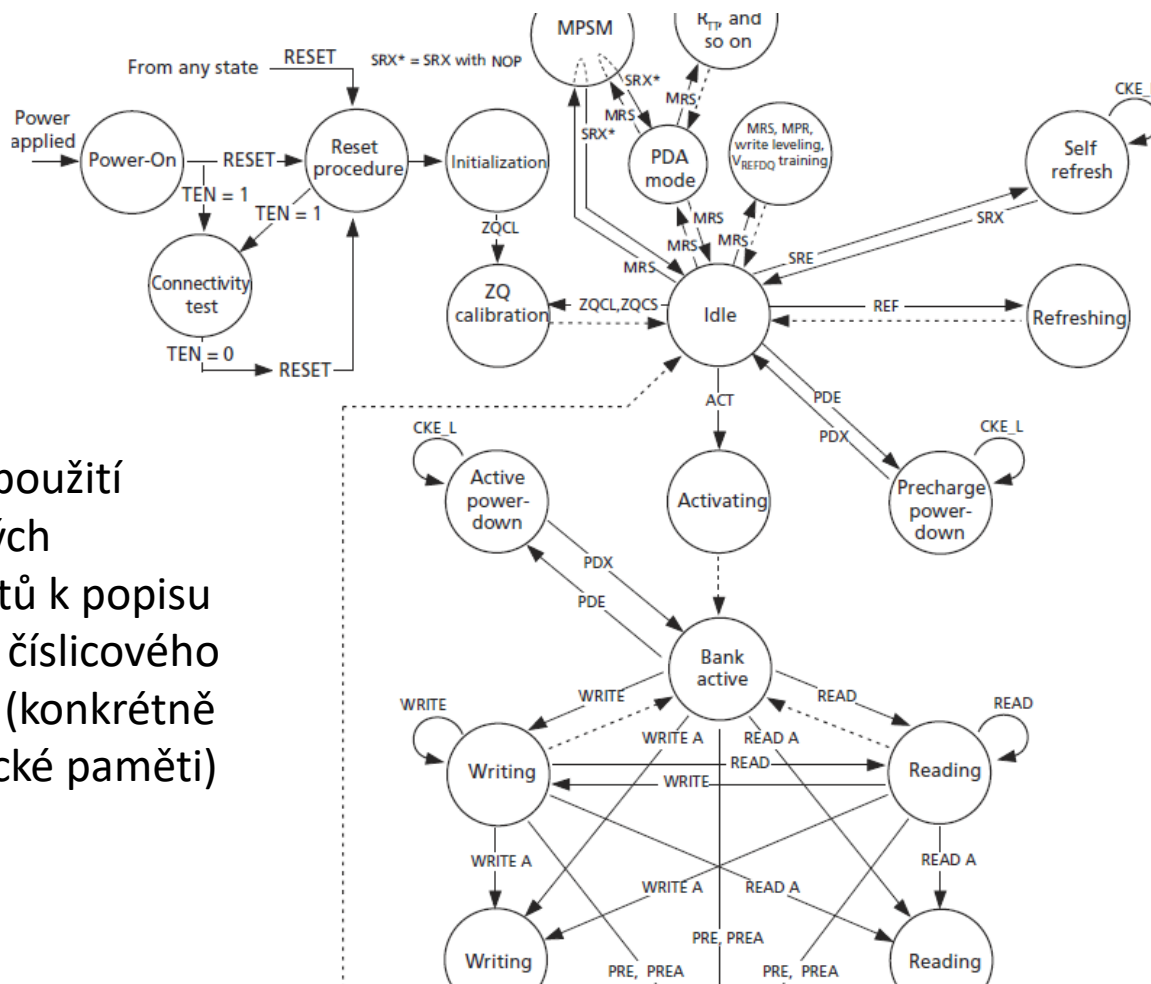 MPSM
R_TT, and
so on
SRX* = SRX with NOP
From any state
RESET
CKE_L
Power
applied
Power-On
RESET
Reset
procedure
Initialization
SRX*
MRS
MRS
SRX*
PDA
mode
MRS, MPR,
write leveling,
V_REFDQ training
Self
refresh
TEN = 1
TEN = 1
ZQCL
MRS
MRS
MRS
MRS
SRE
SRX
Connectivity
test
ZQ
calibration
ZQCL,ZQCS
Idle
REF
Refreshing
TEN = 0
RESET
ACT
PDE
PDX
CKE_L
CKE_L
Active
power-
down
Activating
Precharge
power-
down
PDX
PDE
použití
ých
tů k popisu
číslicového
(konkrétně
cké paměti)
Bank
active
WRITE
WRITE
READ
READ
WRITE A
READ A
Writing
READ
WRITE
Reading
WRITE A
READ A
WRITE A
READ A
Writing
PRE, PREA
Reading
PRE, PREA
PRE, PREA